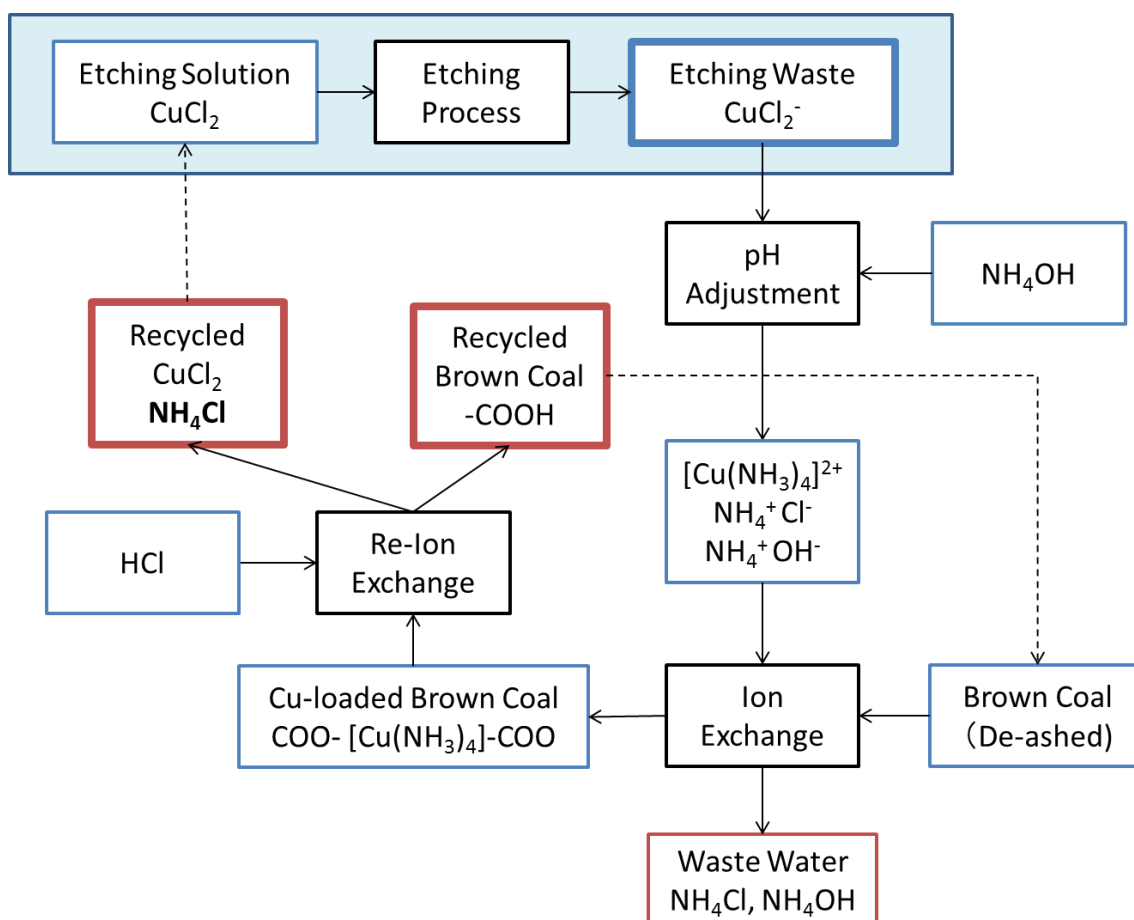 Etching Solution
CuCl₂
Etching
Process
Etching Waste
CuCl₂⁻
pH
Adjustment
NH₄OH
Recycled
CuCl₂
NH₄Cl
Recycled
Brown Coal
-COOH
[Cu(NH₃)₄]²⁺
NH₄⁺ Cl⁻
NH₄⁺ OH⁻
HCl
Re-Ion
Exchange
Cu-loaded Brown Coal
COO- [Cu(NH₃)₄]-COO
Ion
Exchange
Brown Coal
（De-ashed)
Waste Water
NH₄Cl, NH₄OH